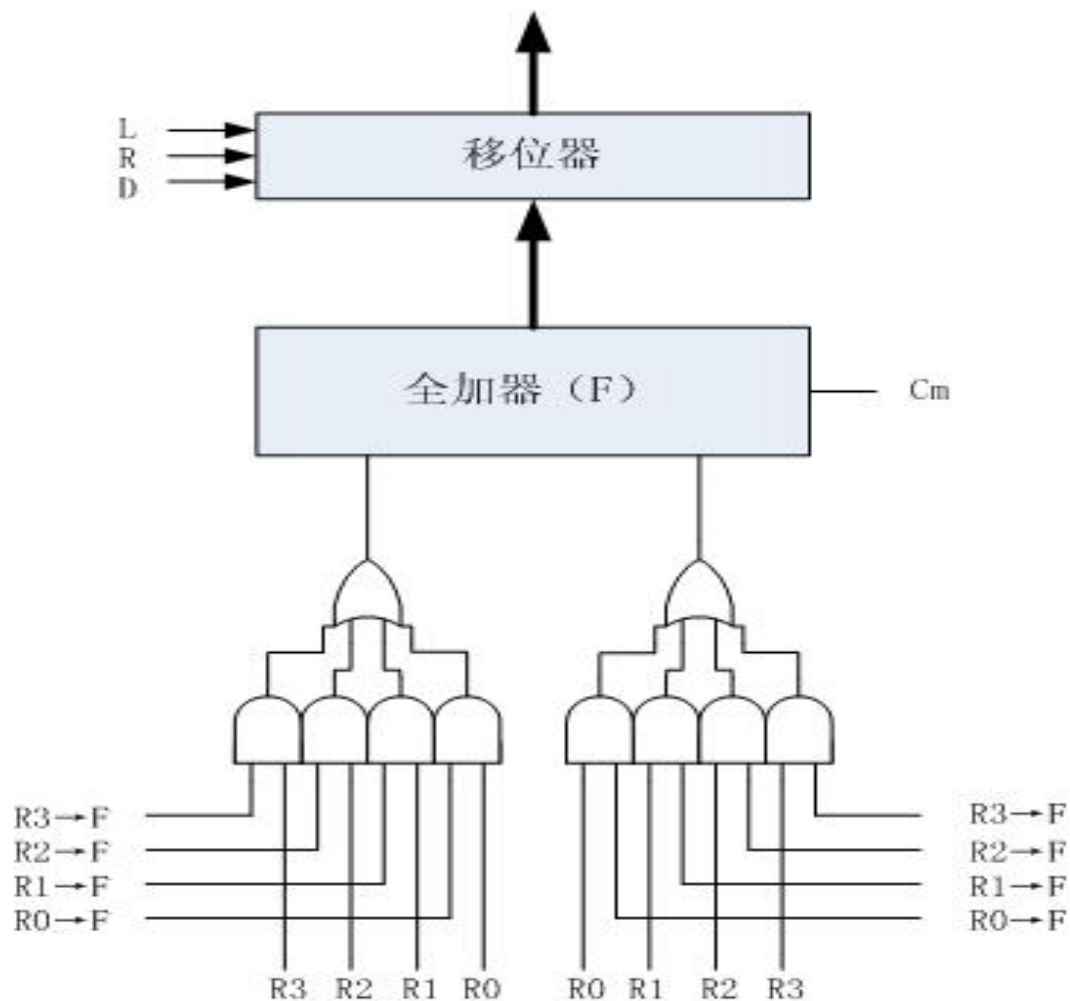 L
R
D
移位器
全加器（F）
Cm
R3→F
R2→F
R1→F
R0→F
R3→F
R2→F
R1→F
R0→F
R3 R2 R1 R0 R0 R1 R2 R3